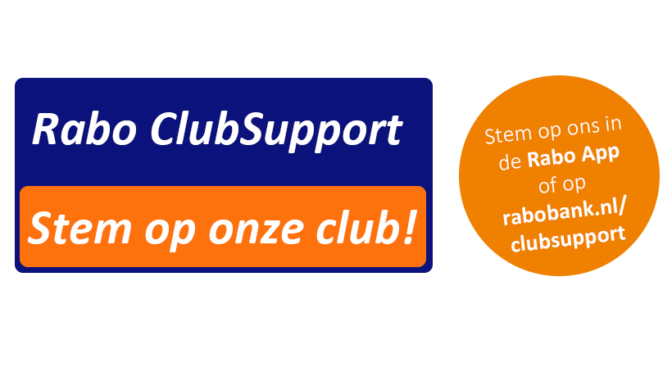 Rabo ClubSupport
Stem op onze club!
Stem op ons in
de Rabo App
of op
rabobank.nl/
clubsupport